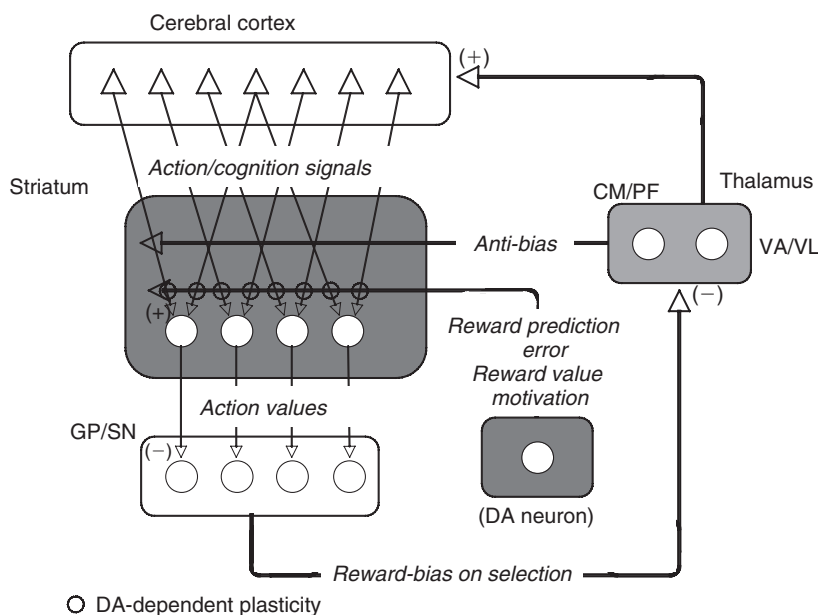 Cerebral cortex
(+)
Action/cognition signals
Striatum
CM/PF
Thalamus
Anti-bias
VA/VL
(+)
(−)
Reward prediction
error
Reward value
motivation
Action values
GP/SN
(−)
(DA neuron)
Reward-bias on selection
DA-dependent plasticity